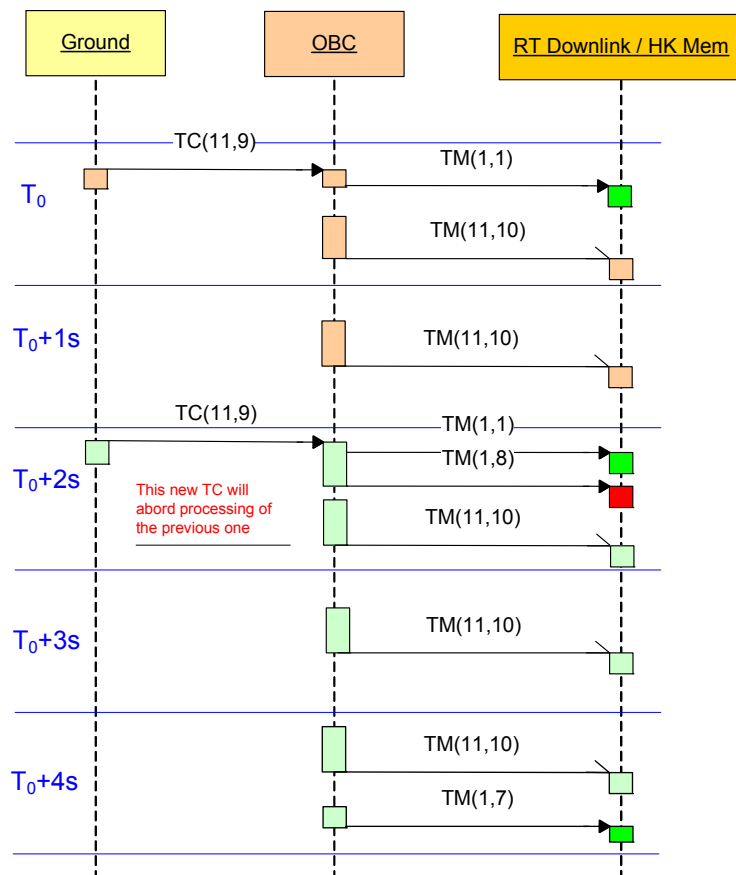 Ground
OBC
RT Downlink / HK Mem
TC(11,9)
TM(1,1)
T0
TM(11,10)
T0+1s
TM(11,10)
TC(11,9)
TM(1,1)
TM(1,8)
T0+2s
This new TC will
abord processing of
the previous one
TM(11,10)
T0+3s
TM(11,10)
TM(11,10)
T0+4s
TM(1,7)